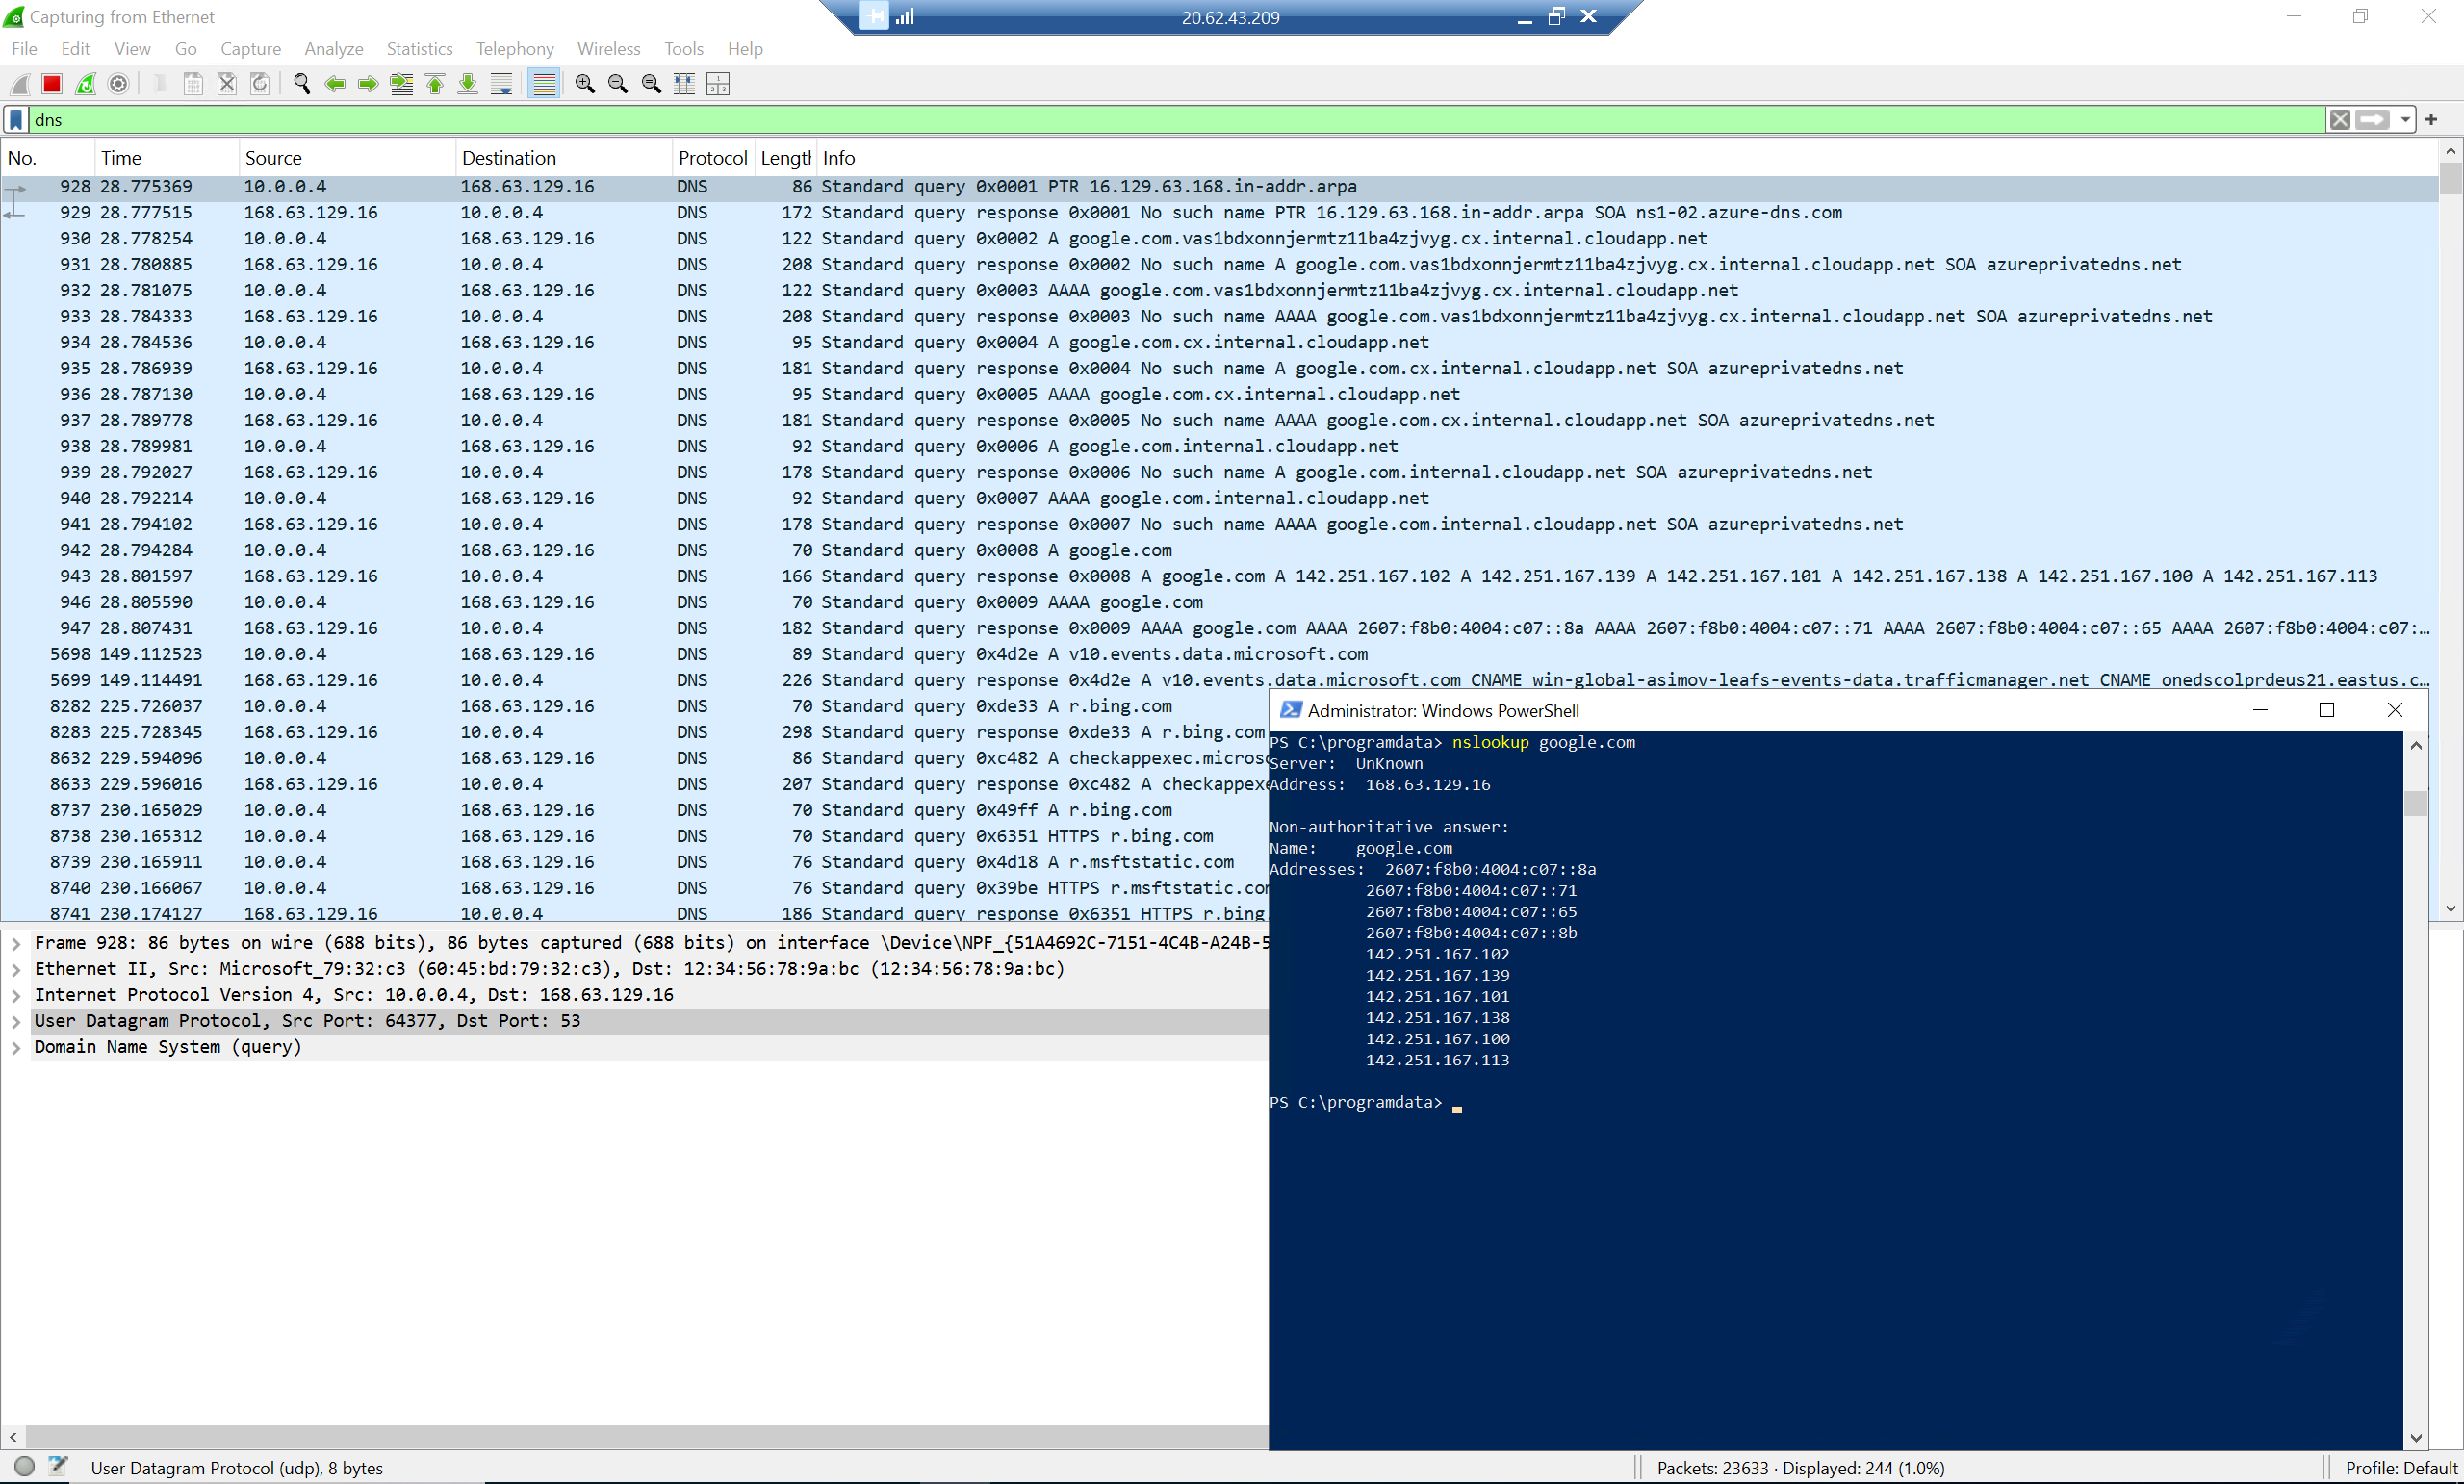 Capturing from Ethernet
20.62.43.209
File Edit View Go Capture Analyze Statistics Telephony Wireless Tools Help
dns
No. Time Source Destination Protocol Lengtl Info
928 28.775369 10.0.0.4 168.63.129.16 DNS 86 Standard query 0x0001 PTR 16.129.63.168.in-addr.arpa
929 28.777515 168.63.129.16 10.0.0.4 DNS 172 Standard query response 0x0001 No such name PTR 16.129.63.168.in-addr.arpa SOA ns1-02.azure-dns.com
930 28.778254 10.0.0.4 168.63.129.16 DNS 122 Standard query 0x0002 A google.com.vas1bdxonnjermtz11ba4zjvyg.cx.internal.cloudapp.net
931 28.780885 168.63.129.16 10.0.0.4 DNS 208 Standard query response 0x0002 No such name A google.com.vas1bdxonnjermtz11ba4zjvyg.cx.internal.cloudapp.net SOA azureprivatedns.net
932 28.781075 10.0.0.4 168.63.129.16 DNS 122 Standard query 0x0003 AAAA google.com.vas1bdxonnjermtz11ba4zjvyg.cx.internal.cloudapp.net
933 28.784333 168.63.129.16 10.0.0.4 DNS 208 Standard query response 0x0003 No such name AAAA google.com.vas1bdxonnjermtz11ba4zjvyg.cx.internal.cloudapp.net SOA azureprivatedns.net
934 28.784536 10.0.0.4 168.63.129.16 DNS 95 Standard query 0x0004 A google.com.cx.internal.cloudapp.net
935 28.786939 168.63.129.16 10.0.0.4 DNS 181 Standard query response 0x0004 No such name A google.com.cx.internal.cloudapp.net SOA azureprivatedns.net
936 28.787130 10.0.0.4 168.63.129.16 DNS 95 Standard query 0x0005 AAAA google.com.cx.internal.cloudapp.net
937 28.789778 168.63.129.16 10.0.0.4 DNS 181 Standard query response 0x0005 No such name AAAA google.com.cx.internal.cloudapp.net SOA azureprivatedns.net
938 28.789981 10.0.0.4 168.63.129.16 DNS 92 Standard query 0x0006 A google.com.internal.cloudapp.net
939 28.792027 168.63.129.16 10.0.0.4 DNS 178 Standard query response 0x0006 No such name A google.com.internal.cloudapp.net SOA azureprivatedns.net
940 28.792214 10.0.0.4 168.63.129.16 DNS 92 Standard query 0x0007 AAAA google.com.internal.cloudapp.net
941 28.794102 168.63.129.16 10.0.0.4 DNS 178 Standard query response 0x0007 No such name AAAA google.com.internal.cloudapp.net SOA azureprivatedns.net
942 28.794284 10.0.0.4 168.63.129.16 DNS 70 Standard query 0x0008 A google.com
943 28.801597 168.63.129.16 10.0.0.4 DNS 166 Standard query response 0x0008 A google.com A 142.251.167.102 A 142.251.167.139 A 142.251.167.101 A 142.251.167.138 A 142.251.167.100 A 142.251.167.113
946 28.805590 10.0.0.4 168.63.129.16 DNS 70 Standard query 0x0009 AAAA google.com
947 28.807431 168.63.129.16 10.0.0.4 DNS 182 Standard query response 0x0009 AAAA google.com AAAA 2607:f8b0:4004:c07::8a AAAA 2607:f8b0:4004:c07::71 AAAA 2607:f8b0:4004:c07::65 AAAA 2607:f8b0:4004:c07:…
5698 149.112523 10.0.0.4 168.63.129.16 DNS 89 Standard query 0x4d2e A v10.events.data.microsoft.com
5699 149.114491 168.63.129.16 10.0.0.4 DNS 226 Standard query response 0x4d2e A v10.events.data.microsoft.com CNAME win-global-asimov-leafs-events-data.trafficmanager.net CNAME onedscolprdeus21.eastus.c…
8282 225.726037 10.0.0.4 168.63.129.16 DNS 70 Standard query 0xde33 A r.bing.com
8283 225.728345 168.63.129.16 10.0.0.4 DNS 298 Standard query response 0xde33 A r.bing.com
8632 229.594096 10.0.0.4 168.63.129.16 DNS 86 Standard query 0xc482 A checkappexec.micros
8633 229.596016 168.63.129.16 10.0.0.4 DNS 207 Standard query response 0xc482 A checkappex
8737 230.165029 10.0.0.4 168.63.129.16 DNS 70 Standard query 0x49ff A r.bing.com
8738 230.165312 10.0.0.4 168.63.129.16 DNS 70 Standard query 0x6351 HTTPS r.bing.com
8739 230.165911 10.0.0.4 168.63.129.16 DNS 76 Standard query 0x4d18 A r.msftstatic.com
8740 230.166067 10.0.0.4 168.63.129.16 DNS 76 Standard query 0x39be HTTPS r.msftstatic.com
8741 230.174127 168.63.129.16 10.0.0.4 DNS 186 Standard query response 0x6351 HTTPS r.bing
Frame 928: 86 bytes on wire (688 bits), 86 bytes captured (688 bits) on interface \Device\NPF_{51A4692C-7151-4C4B-A24B-5
Ethernet II, Src: Microsoft_79:32:c3 (60:45:bd:79:32:c3), Dst: 12:34:56:78:9a:bc (12:34:56:78:9a:bc)
Internet Protocol Version 4, Src: 10.0.0.4, Dst: 168.63.129.16
User Datagram Protocol, Src Port: 64377, Dst Port: 53
Domain Name System (query)
Administrator: Windows PowerShell
PS C:\programdata> nslookup google.com
Server: UnKnown
Address: 168.63.129.16
Non-authoritative answer:
Name: google.com
Addresses: 2607:f8b0:4004:c07::8a
2607:f8b0:4004:c07::71
2607:f8b0:4004:c07::65
2607:f8b0:4004:c07::8b
142.251.167.102
142.251.167.139
142.251.167.101
142.251.167.138
142.251.167.100
142.251.167.113
PS C:\programdata>
User Datagram Protocol (udp), 8 bytes
Packets: 23633 · Displayed: 244 (1.0%)
Profile: Default